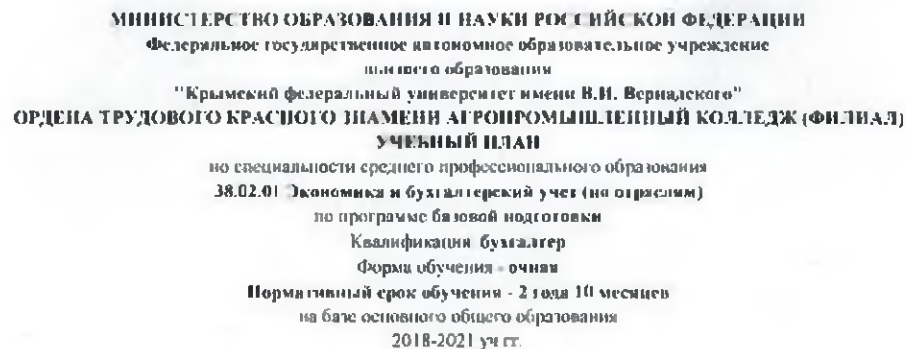 МИНИСТЕРСТВО ОБРАЗОВАНИЯ И НАУКИ РОССИЙСКОЙ ФЕДЕРАЦИИ
Федеральное государственное автономное образовательное учреждение
высшего образования
"Крымский федеральный университет имени В.И. Вернадского"
ОРДЕНА ТРУДОВОГО КРАСНОГО ЗНАМЕНИ АГРОПРОМЫШЛЕННЫЙ КОЛЛЕДЖ (ФИЛИАЛ)
УЧЕБНЫЙ ПЛАН
по специальности среднего профессионального образования
38.02.01 Экономика и бухгалтерский учет (по отраслям)
по программе базовой подготовки
Квалификация бухгалтер
Форма обучения - очная
Нормативный срок обучения - 2 года 10 месяцев
на базе основного общего образования
2018-2021 уч гг.